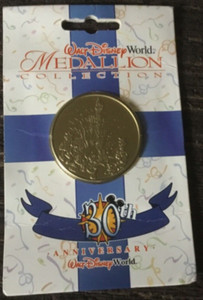 Walt Disney World
MEDALLION
COLLECTION
30th
ANNIVERSARY
Walt Disney World